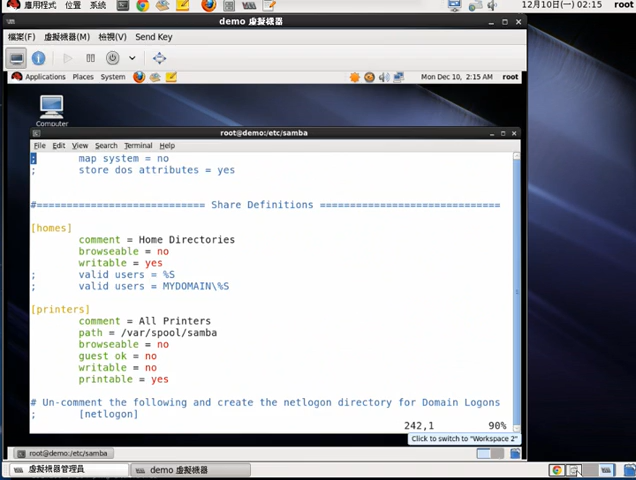 應用程式 位置 系統 12月10日(一) 02:15 root
demo 虛擬機器
檔案(F) 虛擬機器(M) 檢視(V) Send Key
Applications Places System Mon Dec 10, 2:15 AM root
Computer
root@demo:/etc/samba
File Edit View Search Terminal Help
; map system = no
; store dos attributes = yes
#============================ Share Definitions ==============================
[homes]
comment = Home Directories
browseable = no
writable = yes
; valid users = %S
; valid users = MYDOMAIN\%S
[printers]
comment = All Printers
path = /var/spool/samba
browseable = no
guest ok = no
writable = no
printable = yes
# Un-comment the following and create the netlogon directory for Domain Logons
; [netlogon]
242,1 90%
Click to switch to "Workspace 2"
root@demo:/etc/samba
虛擬機器管理員 demo 虛擬機器